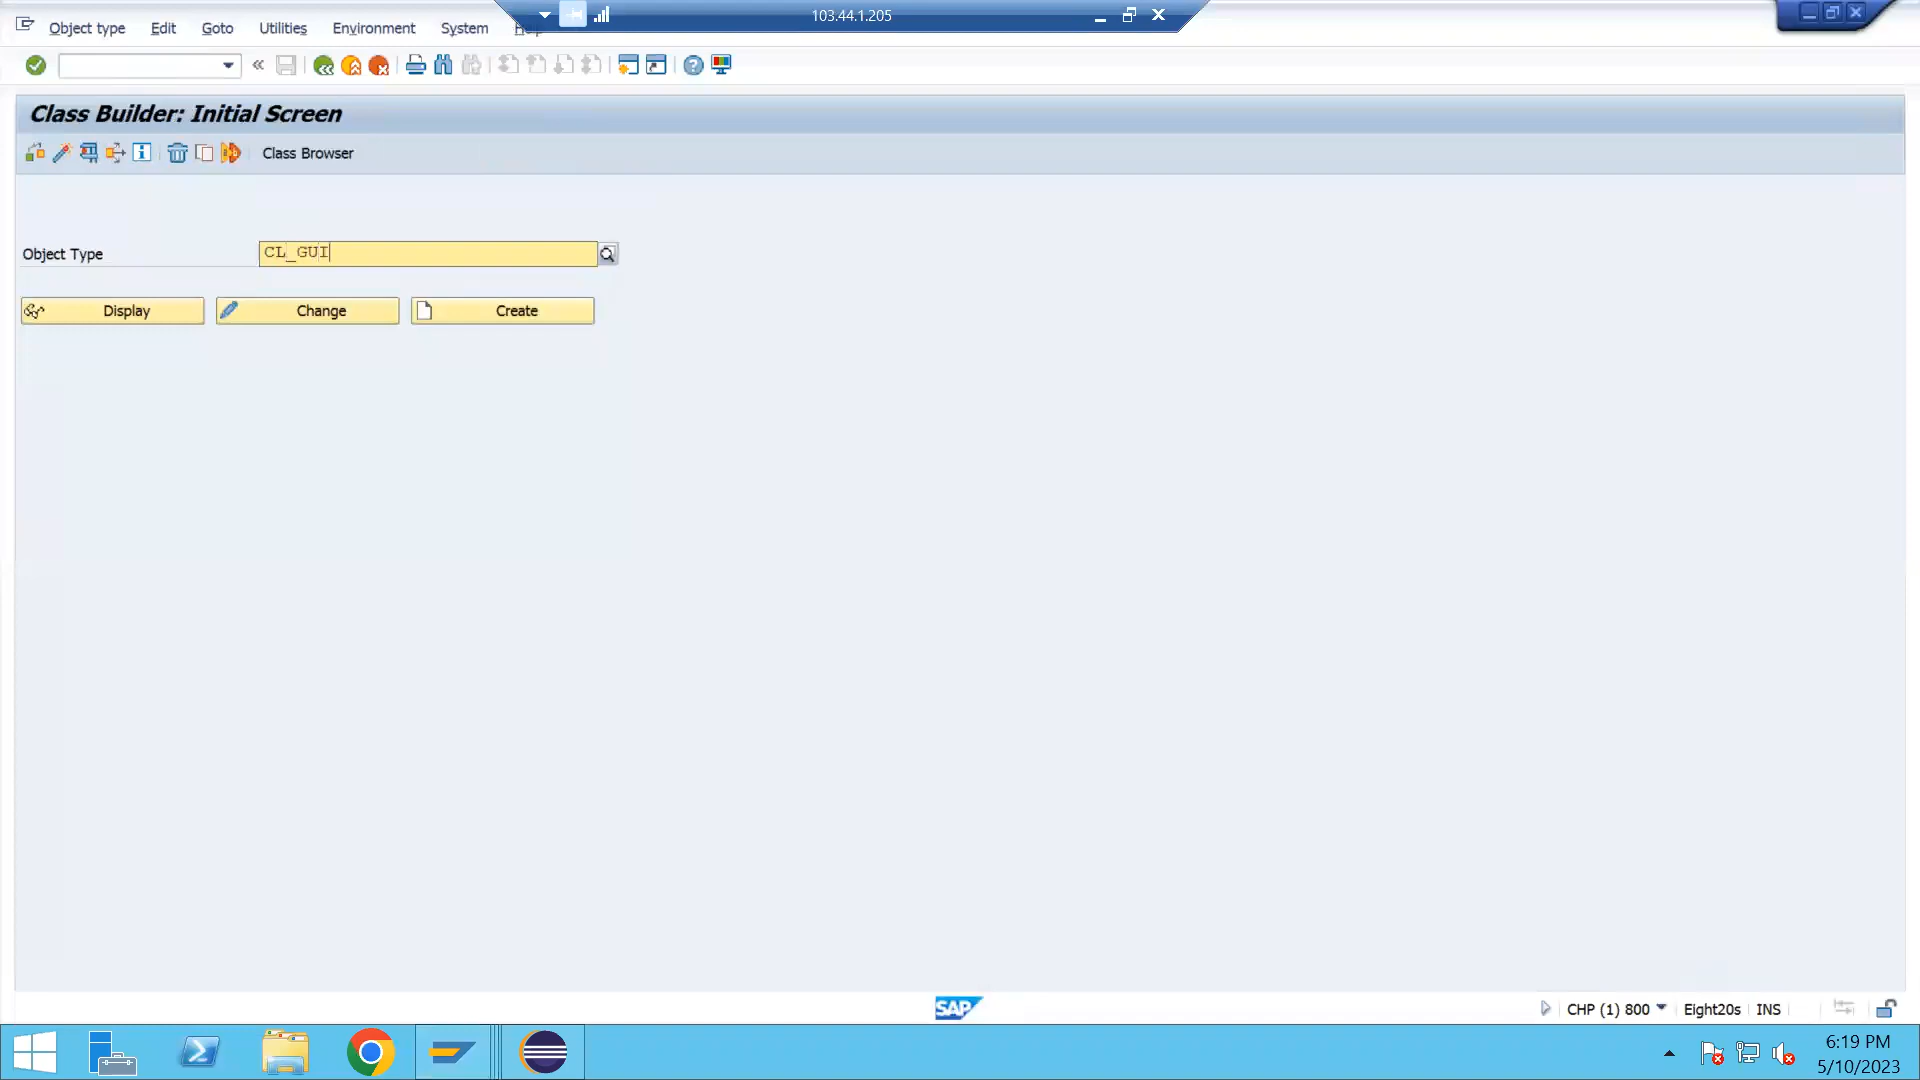 103.44.1.205
Object type Edit Goto Utilities Environment System Help
Class Builder: Initial Screen
Class Browser
Object Type CL_GUI
Display Change Create
SAP
CHP (1) 800 Eight20s INS
6:19 PM
5/10/2023